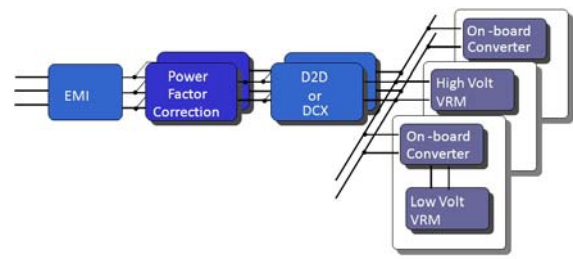 EMI
Power
Factor
Correction
D2D
or
DCX
On -board
Converter
High Volt
VRM
On -board
Converter
Low Volt
VRM